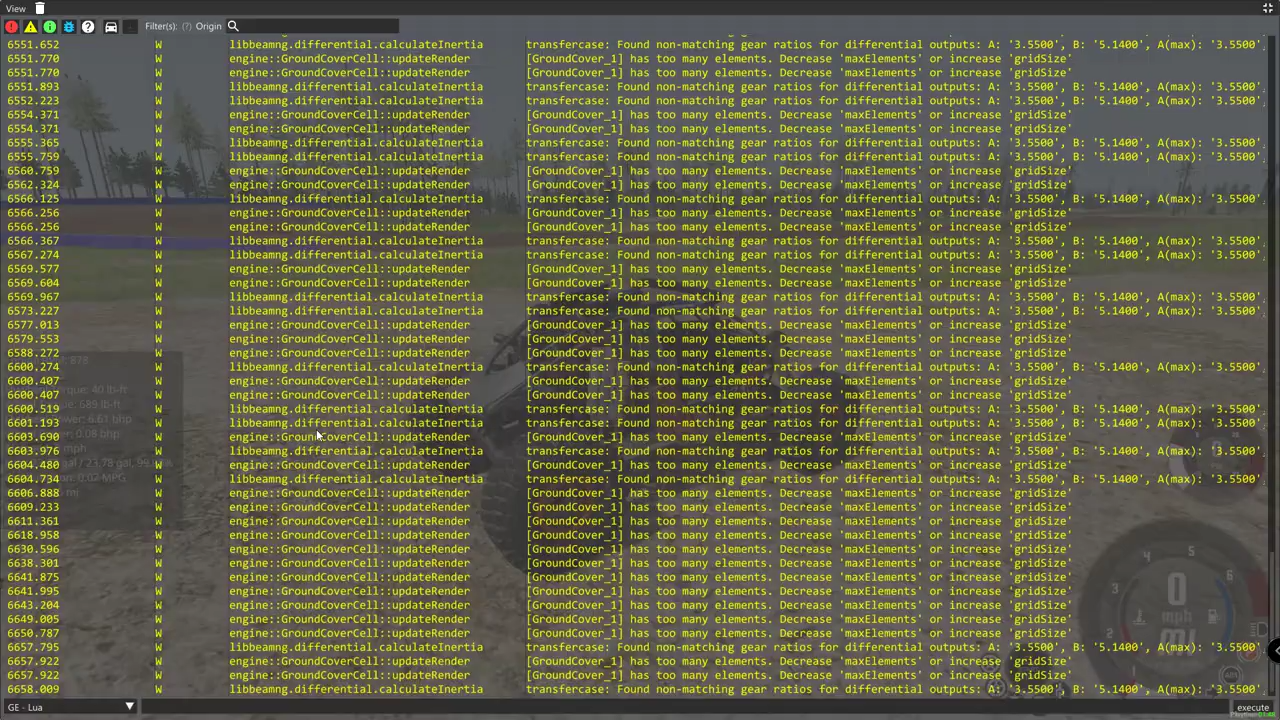 View
Filter(s): (?) Origin
6551.652 W libbeamng.differential.calculateInertia transfercase: Found non-matching gear ratios for differential outputs: A: '3.5500', B: '5.1400', A(max): '3.5500',
6551.770 W engine::GroundCoverCell::updateRender [GroundCover_1] has too many elements. Decrease 'maxElements' or increase 'gridSize'
6551.770 W engine::GroundCoverCell::updateRender [GroundCover_1] has too many elements. Decrease 'maxElements' or increase 'gridSize'
6551.893 W libbeamng.differential.calculateInertia transfercase: Found non-matching gear ratios for differential outputs: A: '3.5500', B: '5.1400', A(max): '3.5500',
6552.223 W libbeamng.differential.calculateInertia transfercase: Found non-matching gear ratios for differential outputs: A: '3.5500', B: '5.1400', A(max): '3.5500',
6554.371 W engine::GroundCoverCell::updateRender [GroundCover_1] has too many elements. Decrease 'maxElements' or increase 'gridSize'
6554.371 W engine::GroundCoverCell::updateRender [GroundCover_1] has too many elements. Decrease 'maxElements' or increase 'gridSize'
6555.365 W libbeamng.differential.calculateInertia transfercase: Found non-matching gear ratios for differential outputs: A: '3.5500', B: '5.1400', A(max): '3.5500',
6555.759 W libbeamng.differential.calculateInertia transfercase: Found non-matching gear ratios for differential outputs: A: '3.5500', B: '5.1400', A(max): '3.5500',
6560.759 W engine::GroundCoverCell::updateRender [GroundCover_1] has too many elements. Decrease 'maxElements' or increase 'gridSize'
6562.324 W engine::GroundCoverCell::updateRender [GroundCover_1] has too many elements. Decrease 'maxElements' or increase 'gridSize'
6566.125 W libbeamng.differential.calculateInertia transfercase: Found non-matching gear ratios for differential outputs: A: '3.5500', B: '5.1400', A(max): '3.5500',
6566.256 W engine::GroundCoverCell::updateRender [GroundCover_1] has too many elements. Decrease 'maxElements' or increase 'gridSize'
6566.256 W engine::GroundCoverCell::updateRender [GroundCover_1] has too many elements. Decrease 'maxElements' or increase 'gridSize'
6566.367 W libbeamng.differential.calculateInertia transfercase: Found non-matching gear ratios for differential outputs: A: '3.5500', B: '5.1400', A(max): '3.5500',
6567.274 W libbeamng.differential.calculateInertia transfercase: Found non-matching gear ratios for differential outputs: A: '3.5500', B: '5.1400', A(max): '3.5500',
6569.577 W engine::GroundCoverCell::updateRender [GroundCover_1] has too many elements. Decrease 'maxElements' or increase 'gridSize'
6569.604 W engine::GroundCoverCell::updateRender [GroundCover_1] has too many elements. Decrease 'maxElements' or increase 'gridSize'
6569.967 W libbeamng.differential.calculateInertia transfercase: Found non-matching gear ratios for differential outputs: A: '3.5500', B: '5.1400', A(max): '3.5500',
6573.227 W libbeamng.differential.calculateInertia transfercase: Found non-matching gear ratios for differential outputs: A: '3.5500', B: '5.1400', A(max): '3.5500',
6577.013 W engine::GroundCoverCell::updateRender [GroundCover_1] has too many elements. Decrease 'maxElements' or increase 'gridSize'
6579.553 W engine::GroundCoverCell::updateRender [GroundCover_1] has too many elements. Decrease 'maxElements' or increase 'gridSize'
6588.272 W engine::GroundCoverCell::updateRender [GroundCover_1] has too many elements. Decrease 'maxElements' or increase 'gridSize'
6600.274 W libbeamng.differential.calculateInertia transfercase: Found non-matching gear ratios for differential outputs: A: '3.5500', B: '5.1400', A(max): '3.5500',
6600.407 W engine::GroundCoverCell::updateRender [GroundCover_1] has too many elements. Decrease 'maxElements' or increase 'gridSize'
6600.407 W engine::GroundCoverCell::updateRender [GroundCover_1] has too many elements. Decrease 'maxElements' or increase 'gridSize'
6600.519 W libbeamng.differential.calculateInertia transfercase: Found non-matching gear ratios for differential outputs: A: '3.5500', B: '5.1400', A(max): '3.5500',
6601.193 W libbeamng.differential.calculateInertia transfercase: Found non-matching gear ratios for differential outputs: A: '3.5500', B: '5.1400', A(max): '3.5500',
6603.690 W engine::GroundCoverCell::updateRender [GroundCover_1] has too many elements. Decrease 'maxElements' or increase 'gridSize'
6603.976 W libbeamng.differential.calculateInertia transfercase: Found non-matching gear ratios for differential outputs: A: '3.5500', B: '5.1400', A(max): '3.5500',
6604.480 W engine::GroundCoverCell::updateRender [GroundCover_1] has too many elements. Decrease 'maxElements' or increase 'gridSize'
6604.734 W libbeamng.differential.calculateInertia transfercase: Found non-matching gear ratios for differential outputs: A: '3.5500', B: '5.1400', A(max): '3.5500',
6606.888 W engine::GroundCoverCell::updateRender [GroundCover_1] has too many elements. Decrease 'maxElements' or increase 'gridSize'
6609.233 W engine::GroundCoverCell::updateRender [GroundCover_1] has too many elements. Decrease 'maxElements' or increase 'gridSize'
6611.361 W engine::GroundCoverCell::updateRender [GroundCover_1] has too many elements. Decrease 'maxElements' or increase 'gridSize'
6618.958 W engine::GroundCoverCell::updateRender [GroundCover_1] has too many elements. Decrease 'maxElements' or increase 'gridSize'
6630.596 W engine::GroundCoverCell::updateRender [GroundCover_1] has too many elements. Decrease 'maxElements' or increase 'gridSize'
6638.301 W engine::GroundCoverCell::updateRender [GroundCover_1] has too many elements. Decrease 'maxElements' or increase 'gridSize'
6641.875 W engine::GroundCoverCell::updateRender [GroundCover_1] has too many elements. Decrease 'maxElements' or increase 'gridSize'
6641.995 W engine::GroundCoverCell::updateRender [GroundCover_1] has too many elements. Decrease 'maxElements' or increase 'gridSize'
6643.204 W engine::GroundCoverCell::updateRender [GroundCover_1] has too many elements. Decrease 'maxElements' or increase 'gridSize'
6649.005 W engine::GroundCoverCell::updateRender [GroundCover_1] has too many elements. Decrease 'maxElements' or increase 'gridSize'
6650.787 W engine::GroundCoverCell::updateRender [GroundCover_1] has too many elements. Decrease 'maxElements' or increase 'gridSize'
6657.795 W libbeamng.differential.calculateInertia transfercase: Found non-matching gear ratios for differential outputs: A: '3.5500', B: '5.1400', A(max): '3.5500',
6657.922 W engine::GroundCoverCell::updateRender [GroundCover_1] has too many elements. Decrease 'maxElements' or increase 'gridSize'
6657.922 W engine::GroundCoverCell::updateRender [GroundCover_1] has too many elements. Decrease 'maxElements' or increase 'gridSize'
6658.009 W libbeamng.differential.calculateInertia transfercase: Found non-matching gear ratios for differential outputs: A: '3.5500', B: '5.1400', A(max): '3.5500',
GE - Lua execute
878
40 lb-ft
689 lb-ft
6.61 bhp
0.08 bhp
mph
23.78 gal
0.02 MPG
mi
1 2 3 4 5 6
0
mph